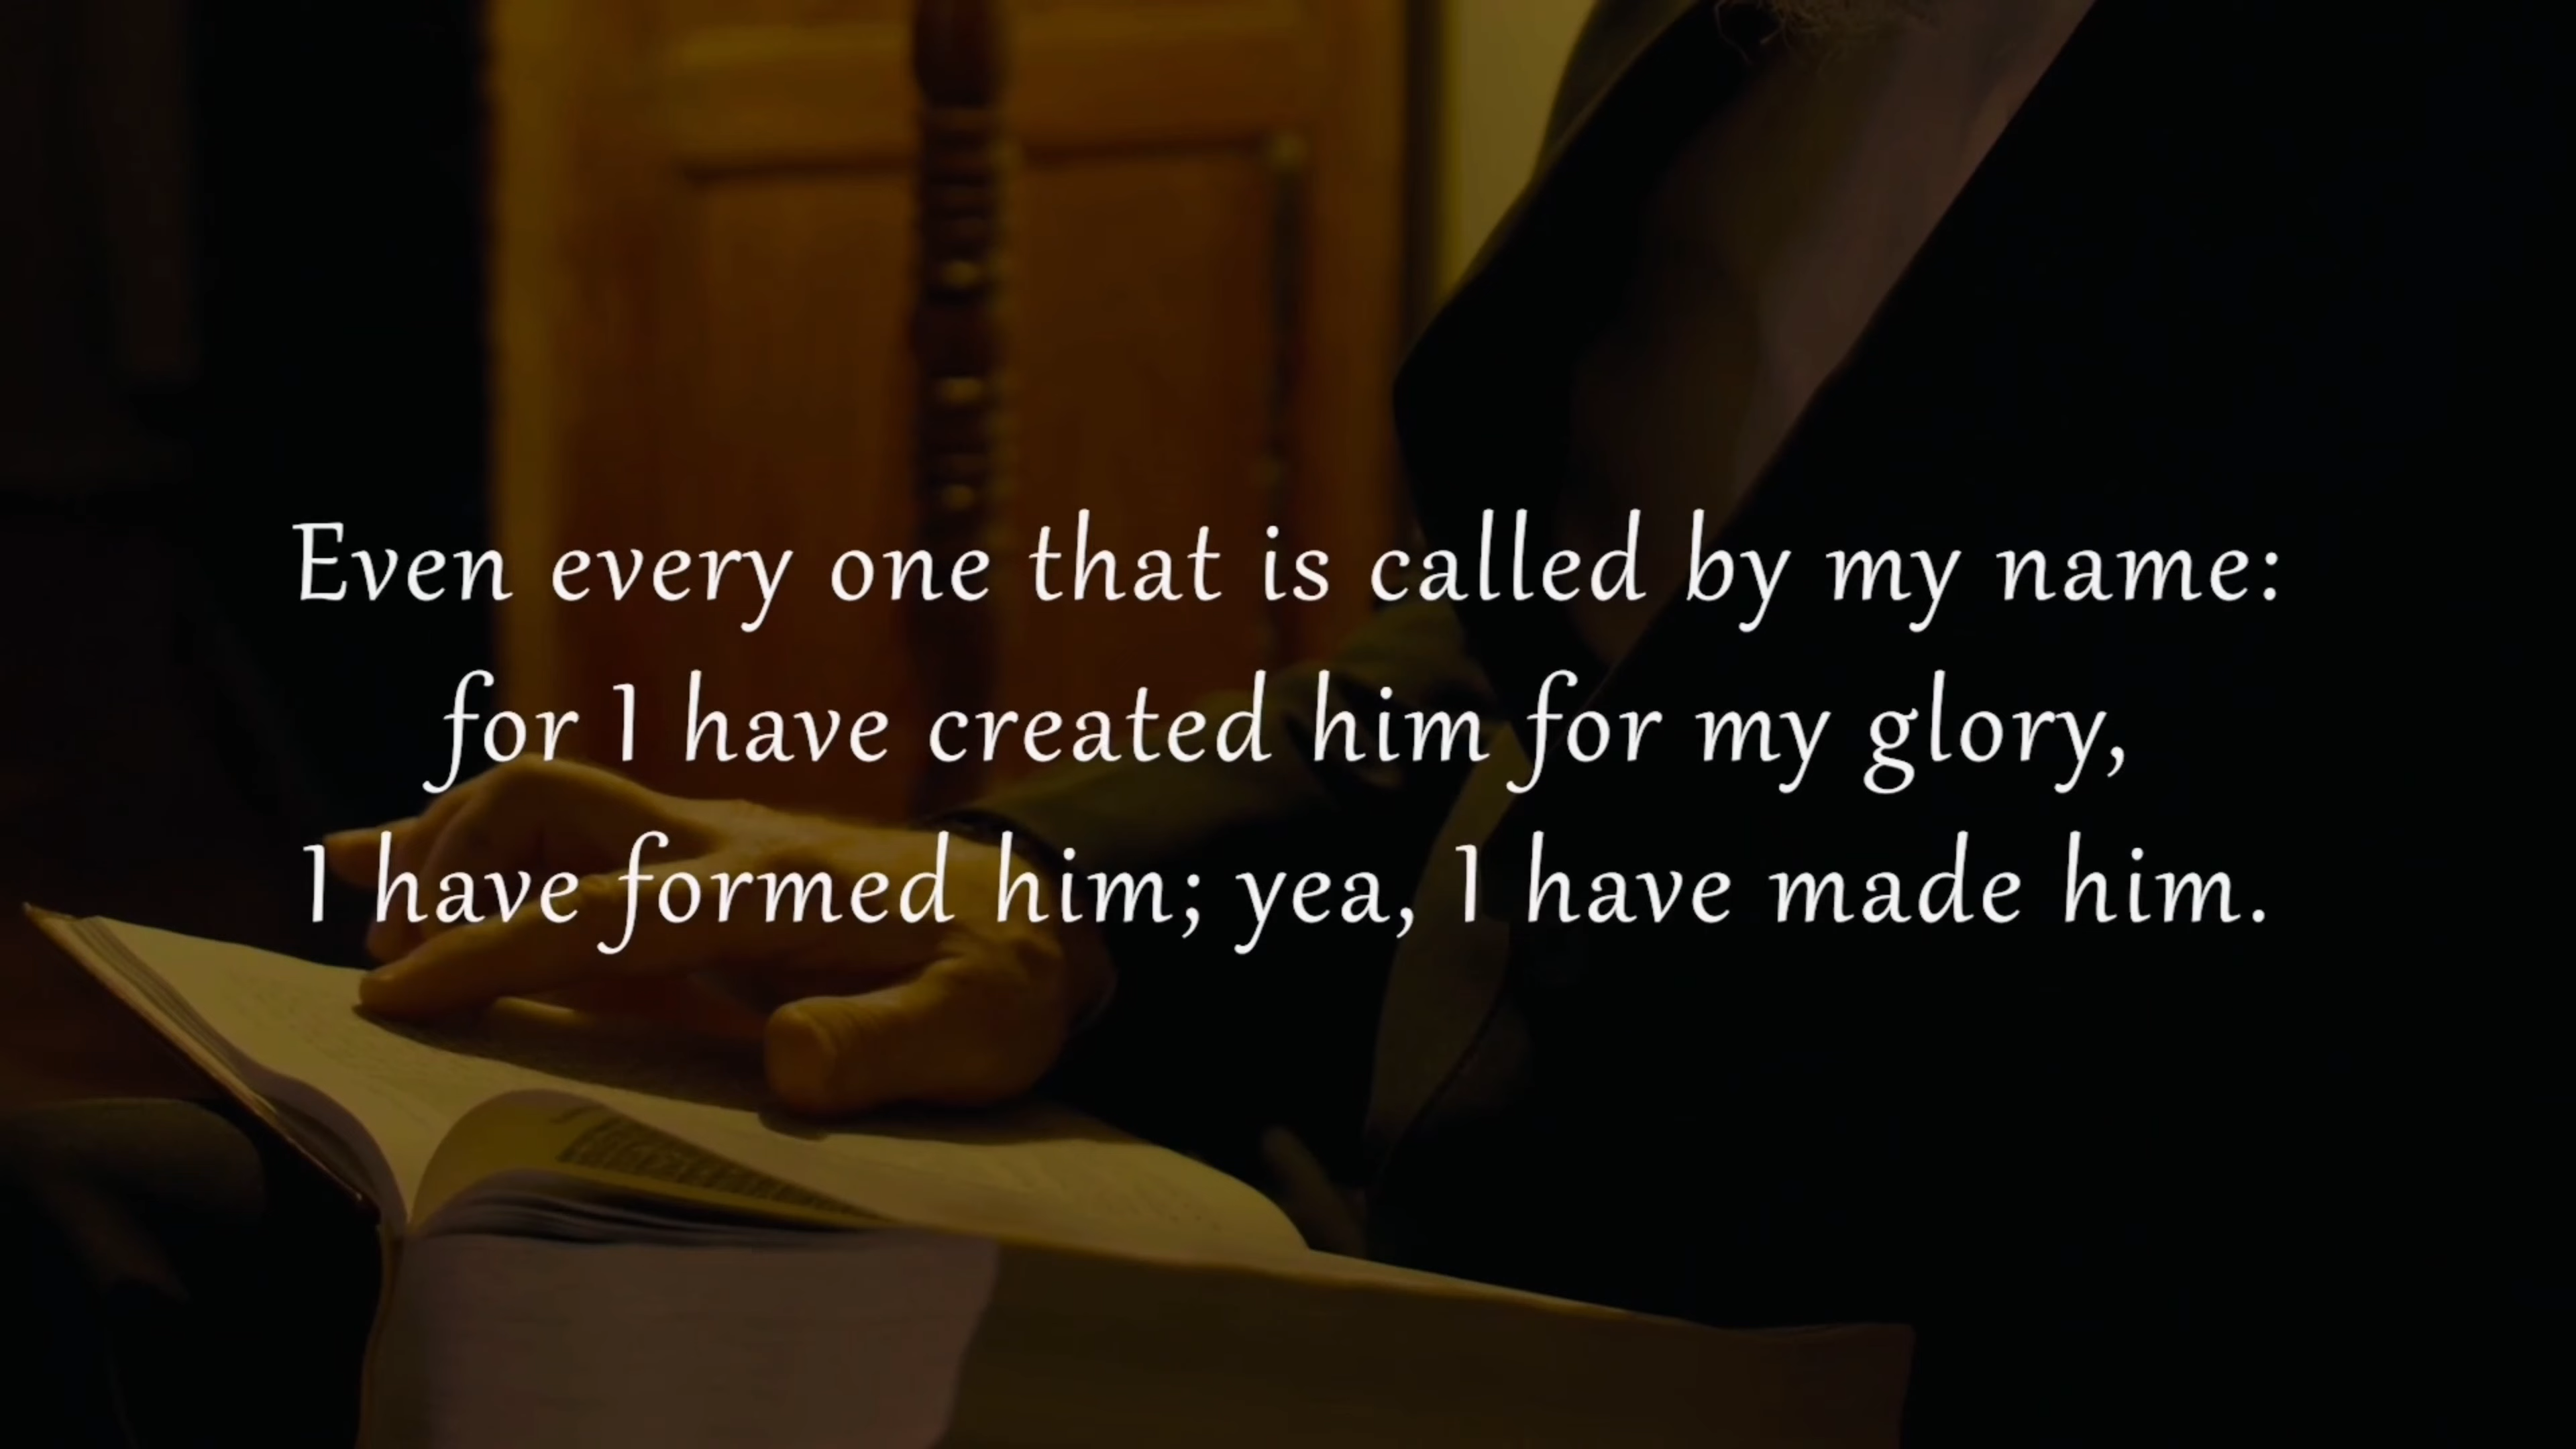 Even every one that is called by my name:
for I have created him for my glory,
I have formed him; yea, I have made him.